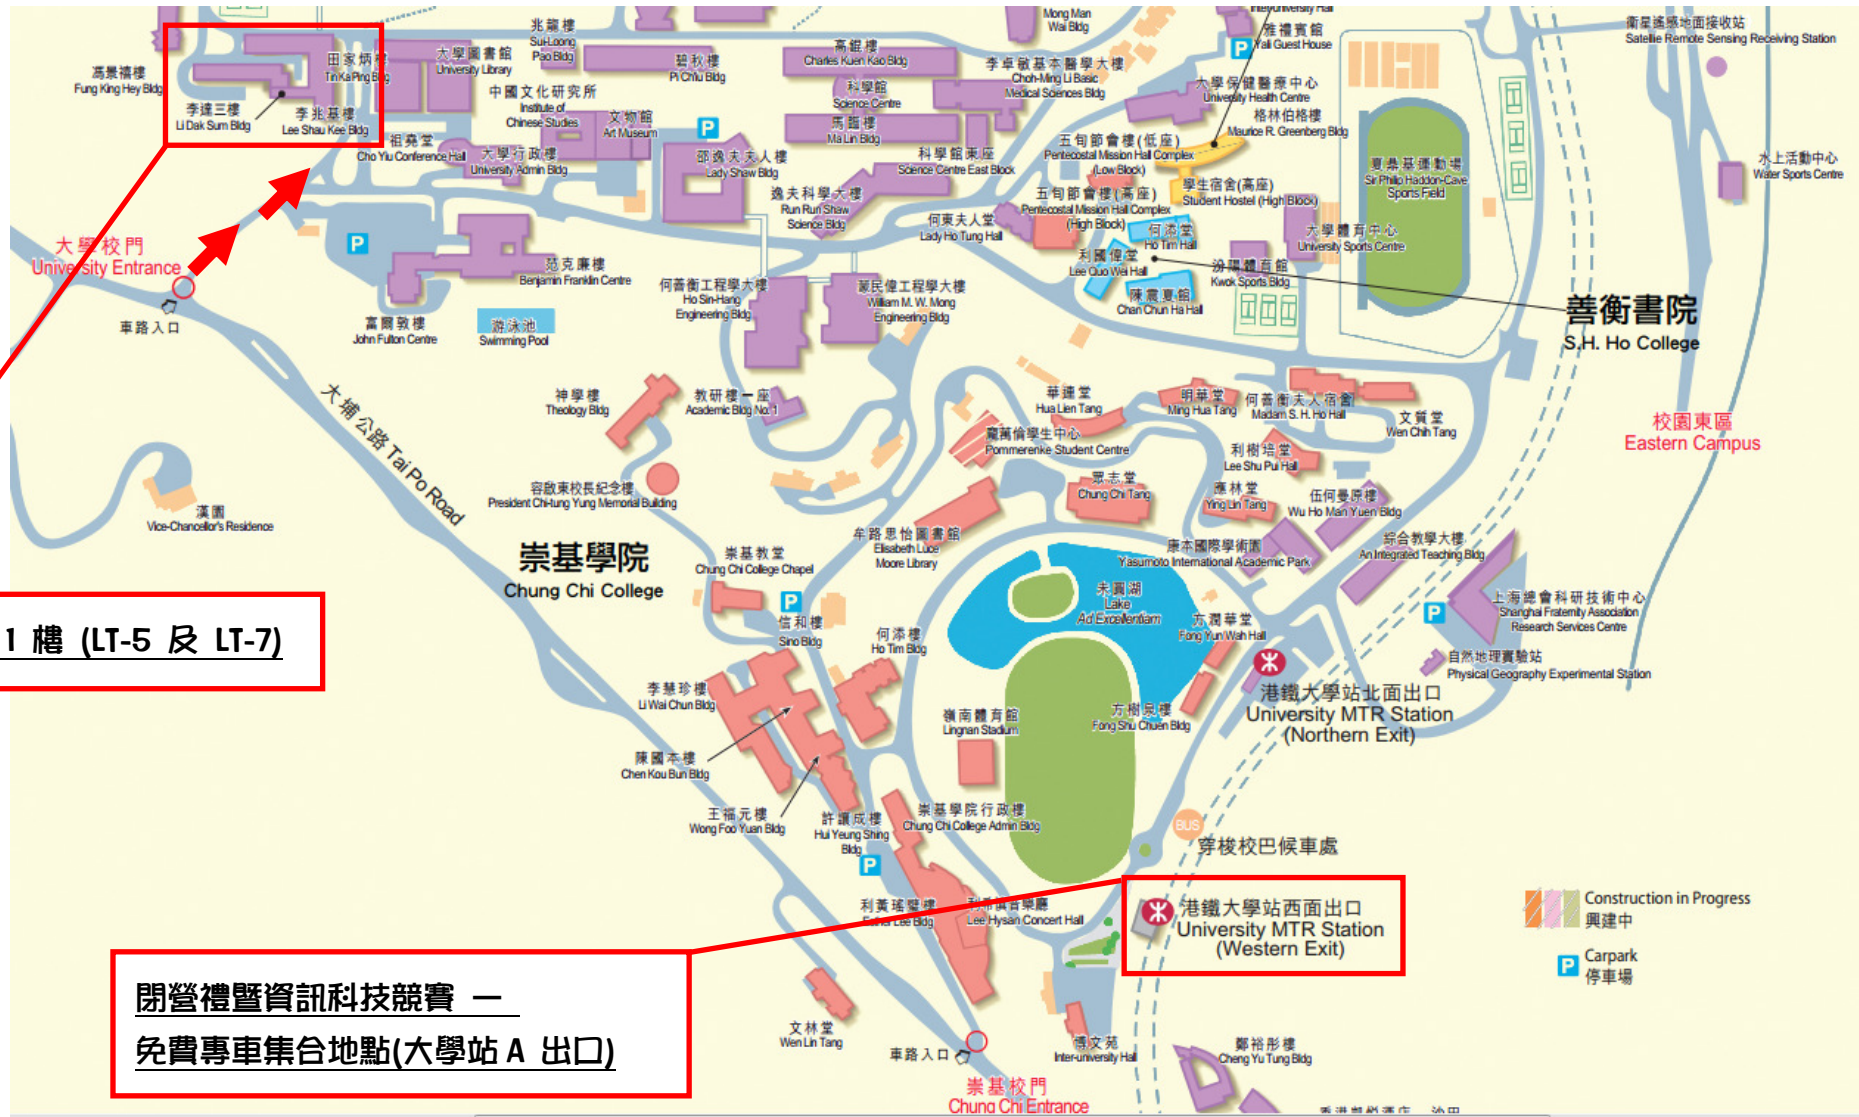 Mong Man
Wai Bldg
兆龍樓
Sui-Loong
Pao Bldg
高錕樓
Charles Kuen Kao Bldg
雅禮賓館
Yali Guest House
P
衛星遙感地面接收站
Satellie Remote Sensing Receiving Station
馮景禧樓
Fung King Hey Bldg
田家炳樓
Tin Ka Ping Bldg
大學圖書館
University Library
碧秋樓
Pi Chiu Bldg
李卓敏基本醫學大樓
Choh-Ming Li Basic
Medical Sciences Bldg
大學保健醫療中心
University Health Centre
中國文化研究所
Institute of
Chinese Studies
科學館
Science Centre
李達三樓
Li Dak Sum Bldg
李兆基樓
Lee Shau Kee Bldg
文物館
Art Museum
P
馬臨樓
Ma Lin Bldg
格林伯格樓
Maurice R. Greenberg Bldg
祖堯堂
Cho Yiu Conference Hall
大學行政樓
University Admin Bldg
邵逸夫夫人樓
Lady Shaw Bldg
科學館東座
Science Centre East Block
五旬節會樓(低座)
Pentecostal Mission Hall Complex
(Low Block)
夏鼎基運動場
Sir Philip Haddon-Cave
Sports Field
水上活動中心
Water Sports Centre
逸夫科學大樓
Run Run Shaw
Science Bldg
五旬節會樓(高座)
Pentecostal Mission Hall Complex
(High Block)
學生宿舍(高座)
Student Hostel (High Block)
何東夫人堂
Lady Ho Tung Hall
何添堂
Ho Tim Hall
大學體育中心
University Sports Centre
大學校門
University Entrance
P
范克廉樓
Benjamin Franklin Centre
利國偉堂
Lee Quo Wei Hall
汾陽體育館
Kwok Sports Bldg
何善衡工程學大樓
Ho Sin-Hang
Engineering Bldg
蒙民偉工程學大樓
William M. W. Mong
Engineering Bldg
陳震夏館
Chan Chun Ha Hall
善衡書院
S.H. Ho College
車路入口
富爾敦樓
John Fulton Centre
游泳池
Swimming Pool
大埔公路 Tai Po Road
神學樓
Theology Bldg
教研樓一座
Academic Bldg No. 1
華連堂
Hua Lien Tang
明華堂
Ming Hua Tang
何善衡夫人宿舍
Madam S. H. Ho Hall
文質堂
Wen Chih Tang
校園東區
Eastern Campus
龐萬倫學生中心
Pommerenke Student Centre
利樹培堂
Lee Shu Pui Hall
容啟東校長紀念樓
President Chi-tung Yung Memorial Building
眾志堂
Chung Chi Tang
應林堂
Ying Lin Tang
伍何曼原樓
Wu Ho Man Yuen Bldg
漢園
Vice-Chancellor's Residence
崇基學院
Chung Chi College
崇基教堂
Chung Chi College Chapel
牟路思怡圖書館
Elisabeth Luce
Moore Library
康本國際學術園
Yasumoto International Academic Park
綜合教學大樓
An Integrated Teaching Bldg
1 樓 (LT-5 及 LT-7)
P
信和樓
Sino Bldg
何添樓
Ho Tim Bldg
未圓湖
Lake
Ad Excellentiam
方潤華堂
Fong Yun Wah Hall
P
上海總會科研技術中心
Shanghai Fraternity Association
Research Services Centre
自然地理實驗站
Physical Geography Experimental Station
李慧珍樓
Li Wai Chun Bldg
嶺南體育館
Lingnan Stadium
方樹泉樓
Fong Shu Chuen Bldg
港鐵大學站北面出口
University MTR Station
(Northern Exit)
陳國本樓
Chen Kou Bun Bldg
王福元樓
Wong Foo Yuan Bldg
許讓成樓
Hui Yeung Shing
Bldg
P
崇基學院行政樓
Chung Chi College Admin Bldg
BUS
穿梭校巴候車處
利黃瑤璧樓
Esther Lee Bldg
利希慎音樂廳
Lee Hysan Concert Hall
港鐵大學站西面出口
University MTR Station
(Western Exit)
Construction in Progress
興建中
P Carpark
停車場
閉營禮暨資訊科技競賽 —
免費專車集合地點(大學站 A 出口)
文林堂
Wen Lin Tang
車路入口
博文苑
Inter-university Hall
鄭裕彤樓
Cheng Yu Tung Bldg
崇基校門
Chung Chi Entrance